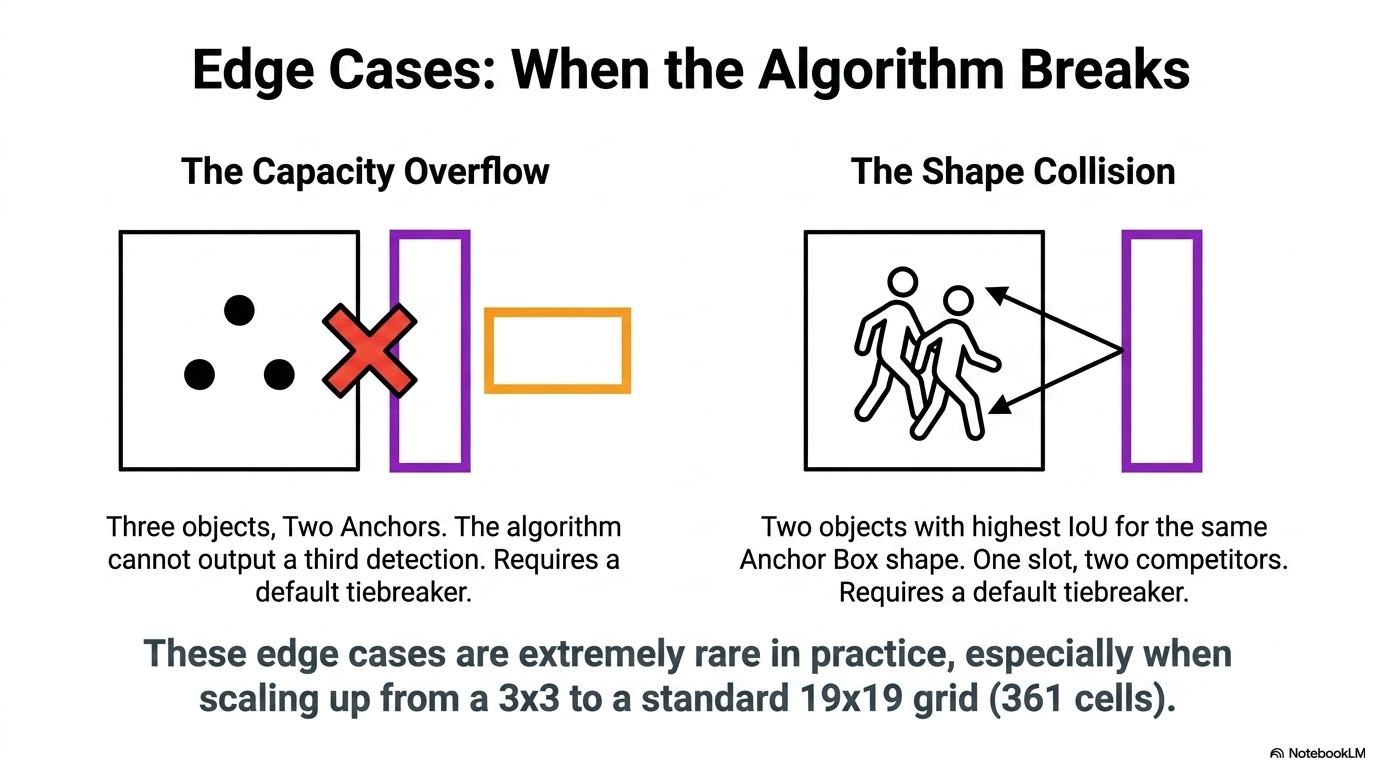 Edge Cases: When the Algorithm Breaks
The Capacity Overflow
Three objects, Two Anchors. The algorithm
cannot output a third detection. Requires a
default tiebreaker.
The Shape Collision
Two objects with highest IoU for the same
Anchor Box shape. One slot, two competitors.
Requires a default tiebreaker.
These edge cases are extremely rare in practice, especially when
scaling up from a 3x3 to a standard 19x19 grid (361 cells).
NotebookLM